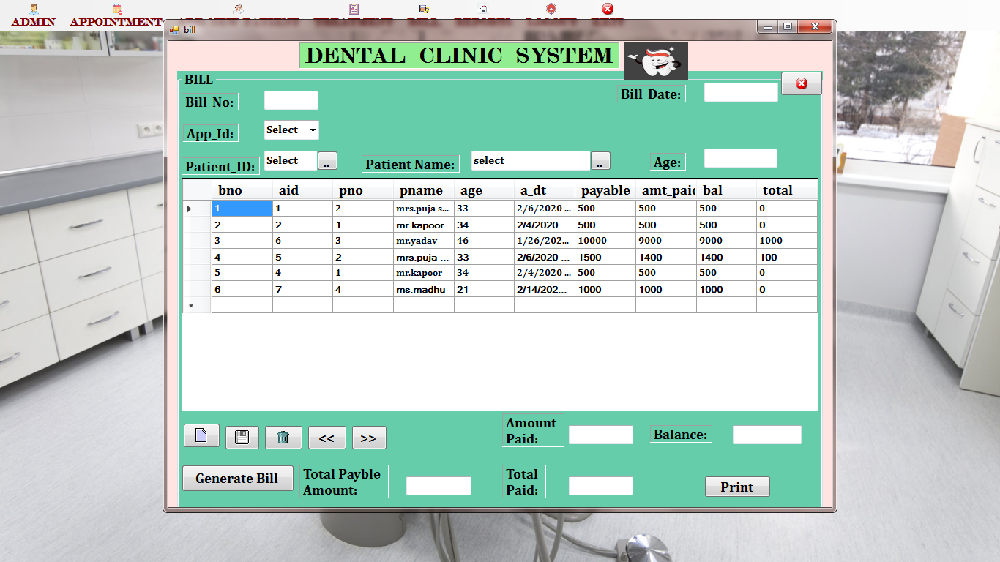 ADMIN APPOINTMENT
bill
DENTAL CLINIC SYSTEM
BILL
Bill_No: Bill_Date:
App_Id: Select
Patient_ID: Select .. Patient Name: select .. Age:
bno aid pno pname age a_dt payable amt_paid bal total
1 1 2 mrs.puja s... 33 2/6/2020 ... 500 500 500 0
2 2 1 mr.kapoor 34 2/4/2020 ... 500 500 500 0
3 6 3 mr.yadav 46 1/26/202... 10000 9000 9000 1000
4 5 2 mrs.puja ... 33 2/6/2020 ... 1500 1400 1400 100
5 4 1 mr.kapoor 34 2/4/2020 ... 500 500 500 0
6 7 4 ms.madhu 21 2/14/202... 1000 1000 1000 0
*
<< >> Amount Paid: Balance:
Generate Bill Total Payble Amount: Total Paid: Print